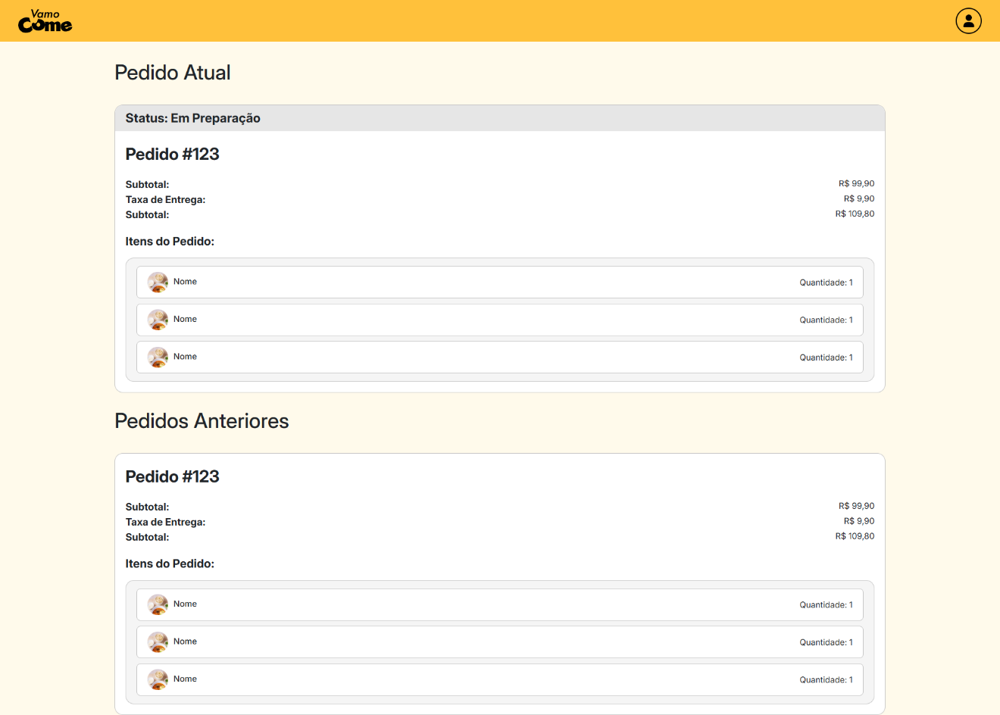 Vamo
Come
Pedido Atual
Status: Em Preparação
Pedido #123
Subtotal: R$ 99,90
Taxa de Entrega: R$ 9,90
Subtotal: R$ 109,80
Itens do Pedido:
Nome Quantidade: 1
Nome Quantidade: 1
Nome Quantidade: 1
Pedidos Anteriores
Pedido #123
Subtotal: R$ 99,90
Taxa de Entrega: R$ 9,90
Subtotal: R$ 109,80
Itens do Pedido:
Nome Quantidade: 1
Nome Quantidade: 1
Nome Quantidade: 1